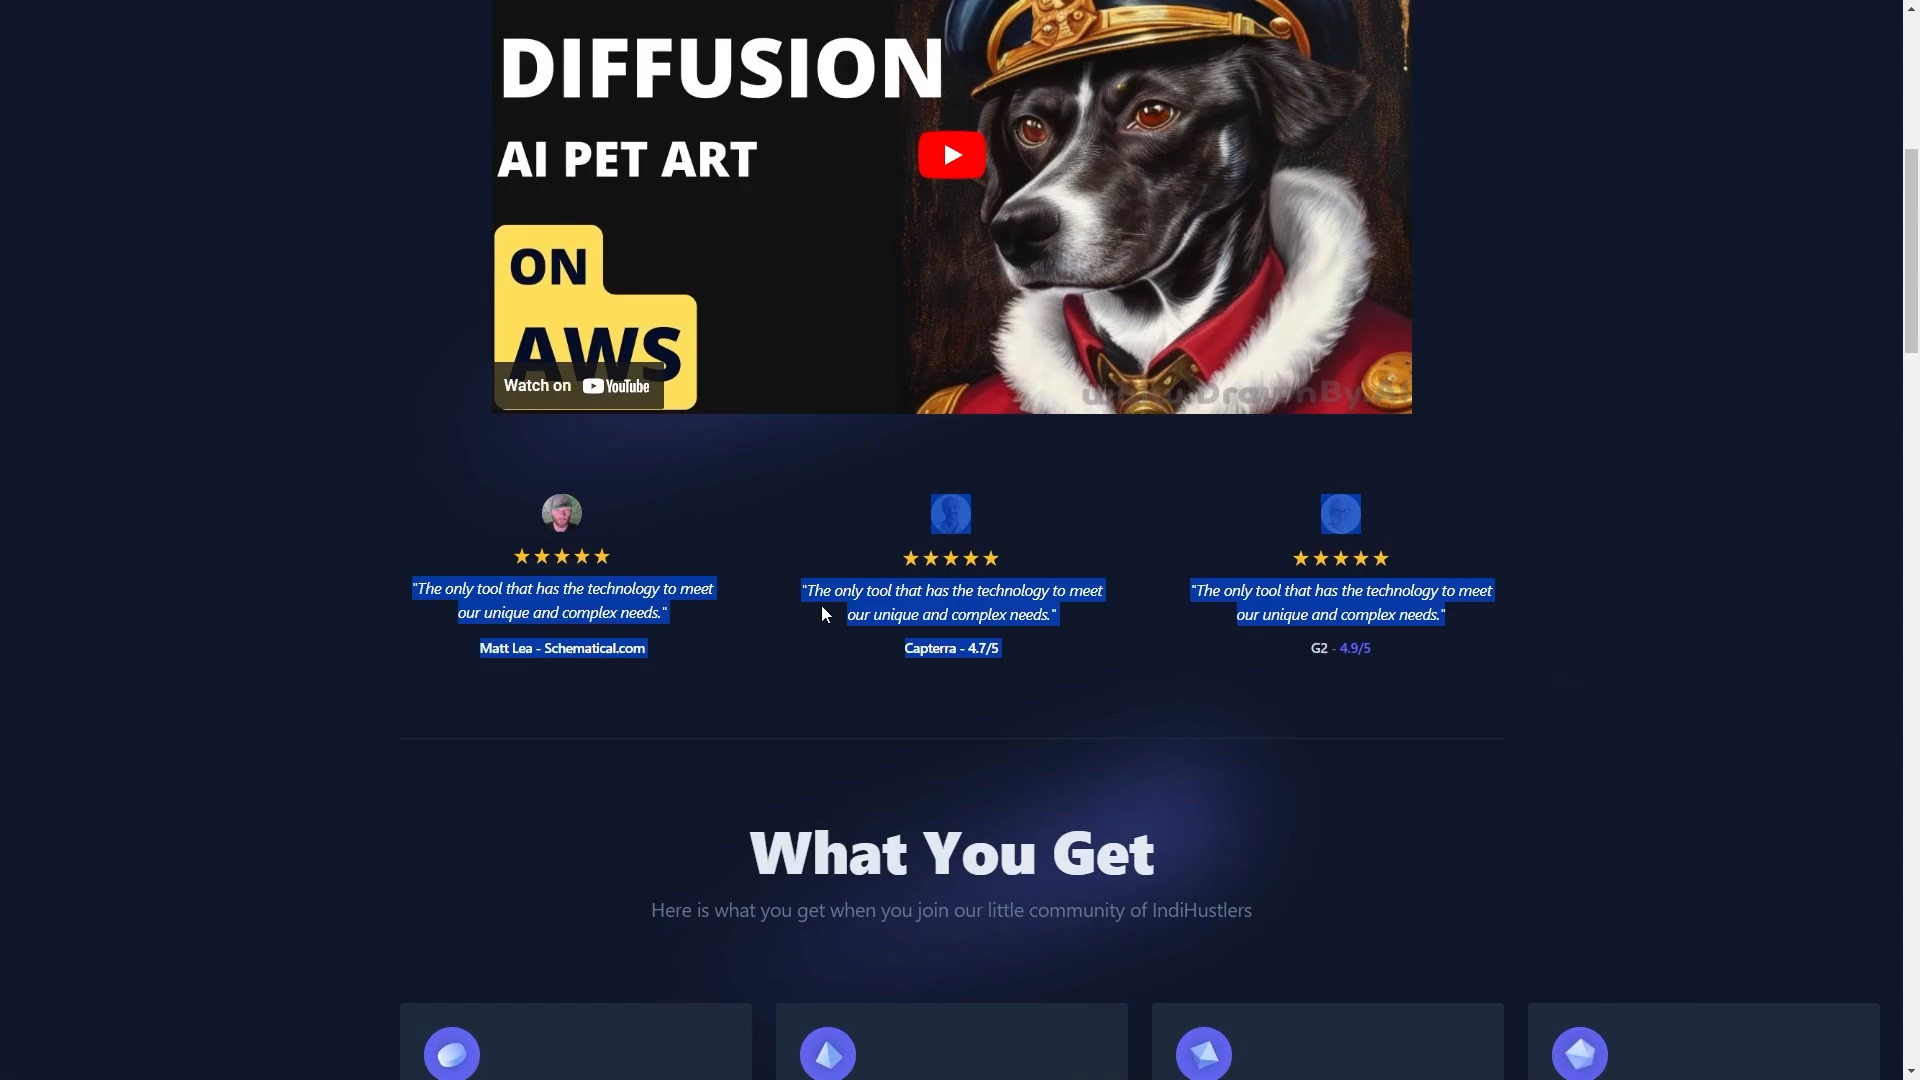 DIFFUSION
AI PET ART
ON
AWS
Watch on YouTube
★★★★★
★★★★★
★★★★★
"The only tool that has the technology to meet
our unique and complex needs."
Matt Lea - Schematical.com
"The only tool that has the technology to meet
our unique and complex needs."
Capterra - 4.7/5
"The only tool that has the technology to meet
our unique and complex needs."
G2 - 4.9/5
What You Get
Here is what you get when you join our little community of IndiHustlers